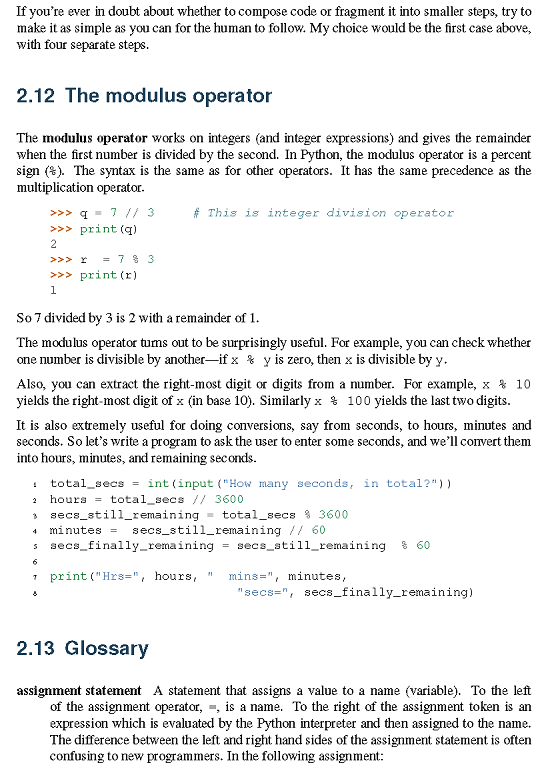 If you're ever in doubt about whether to compose code or fragment it into smaller steps, try to
make it as simple as you can for the human to follow. My choice would be the first case above,
with four separate steps.
2.12 The modulus operator
The modulus operator works on integers (and integer expressions) and gives the remainder
when the first number is divided by the second. In Python, the modulus operator is a percent
sign (%). The syntax is the same as for other operators. It has the same precedence as the
multiplication operator.
>>> q = 7 // 3     # This is integer division operator
>>> print(q)
2
>>> r  = 7 % 3
>>> print(r)
1
So 7 divided by 3 is 2 with a remainder of 1.
The modulus operator turns out to be surprisingly useful. For example, you can check whether
one number is divisible by another—if x % y is zero, then x is divisible by y.
Also, you can extract the right-most digit or digits from a number. For example, x % 10
yields the right-most digit of x (in base 10). Similarly x % 100 yields the last two digits.
It is also extremely useful for doing conversions, say from seconds, to hours, minutes and
seconds. So let's write a program to ask the user to enter some seconds, and we'll convert them
into hours, minutes, and remaining seconds.
1 total_secs = int(input("How many seconds, in total?"))
2 hours = total_secs // 3600
3 secs_still_remaining = total_secs % 3600
4 minutes =  secs_still_remaining // 60
5 secs_finally_remaining = secs_still_remaining  % 60
6
7 print("Hrs=", hours, "  mins=", minutes,
8                          "secs=", secs_finally_remaining)
2.13 Glossary
assignment statement A statement that assigns a value to a name (variable). To the left
of the assignment operator, =, is a name. To the right of the assignment token is an
expression which is evaluated by the Python interpreter and then assigned to the name.
The difference between the left and right hand sides of the assignment statement is often
confusing to new programmers. In the following assignment: